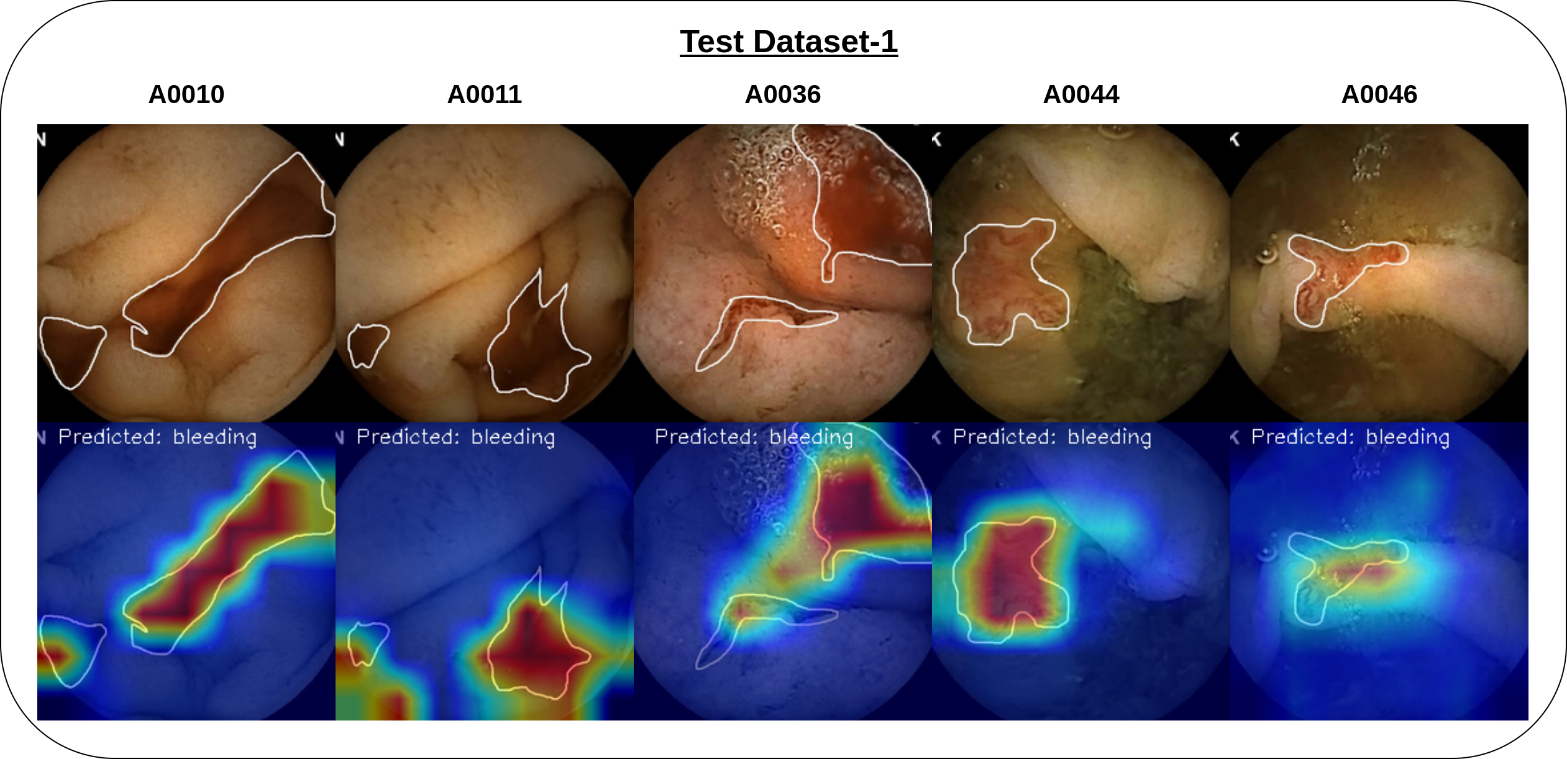 Test Dataset-1
A0010 A0011 A0036 A0044 A0046
N N K K
Predicted: bleeding Predicted: bleeding Predicted: bleeding Predicted: bleeding Predicted: bleeding